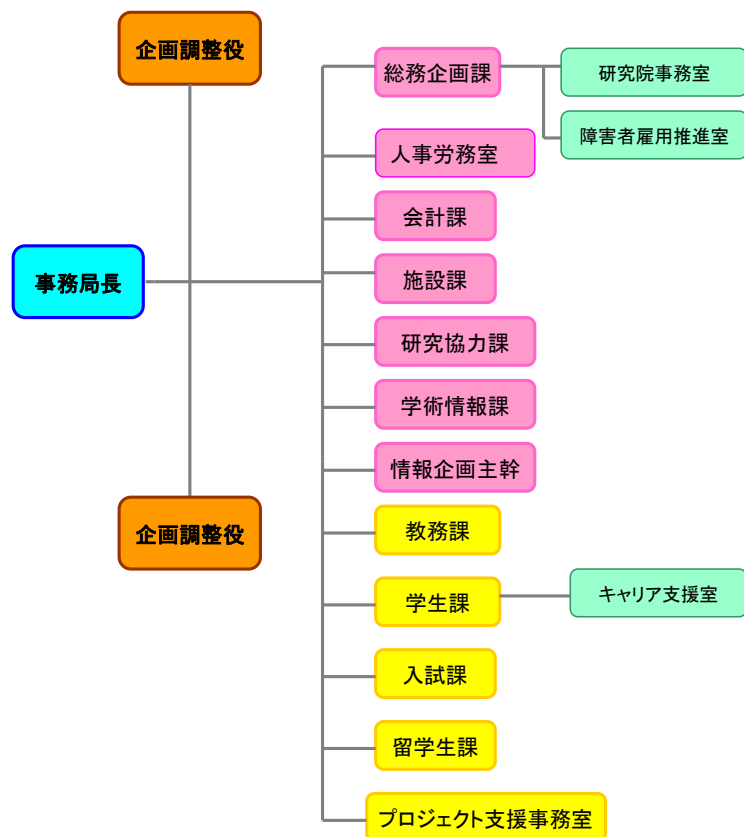 企画調整役
総務企画課
研究院事務室
障害者雇用推進室
人事労務室
会計課
事務局長
施設課
研究協力課
学術情報課
情報企画主幹
企画調整役
教務課
学生課
キャリア支援室
入試課
留学生課
プロジェクト支援事務室